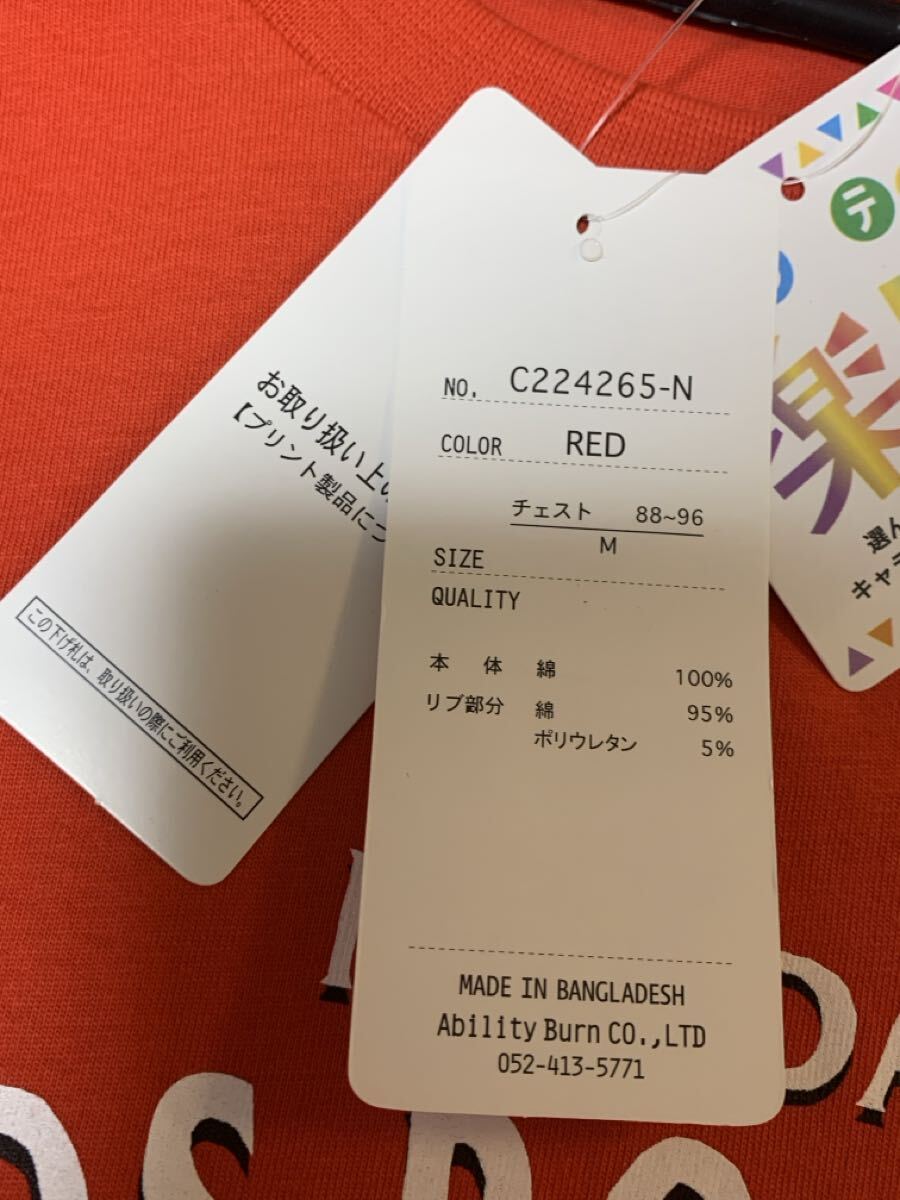 お取り扱い上の
【プリント製品につ
この下げ札は、取り扱いの際にご利用ください。
NO. C224265-N
COLOR RED
チェスト 88~96
M
SIZE
QUALITY
本 体 綿 100%
リブ部分 綿 95%
ポリウレタン 5%
MADE IN BANGLADESH
Ability Burn CO.,LTD
052-413-5771
テ
選ん
キャラ